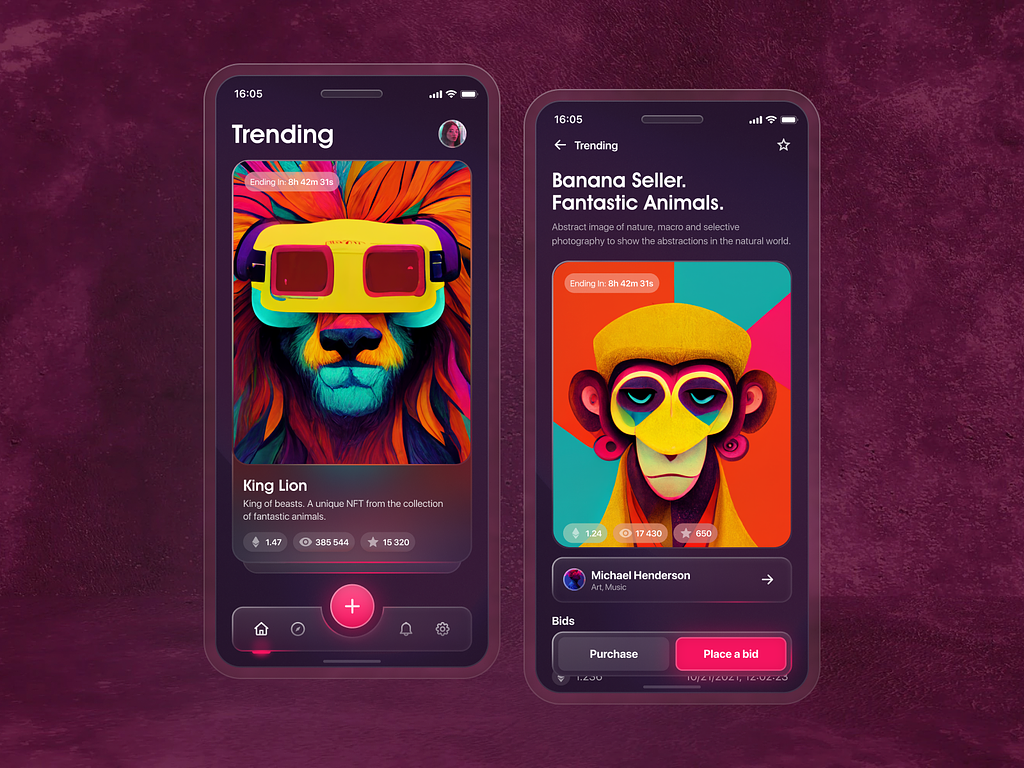 16:05
Trending
Ending In: 8h 42m 31s
King Lion
King of beasts. A unique NFT from the collection
of fantastic animals.
1.47
385 544
15 320
16:05
Trending
Banana Seller.
Fantastic Animals.
Abstract image of nature, macro and selective
photography to show the abstractions in the natural world.
Ending In: 8h 42m 31s
1.24
17 430
650
Michael Henderson
Art, Music
Bids
Purchase
Place a bid
1.236
10/21/2021, 12:02:23